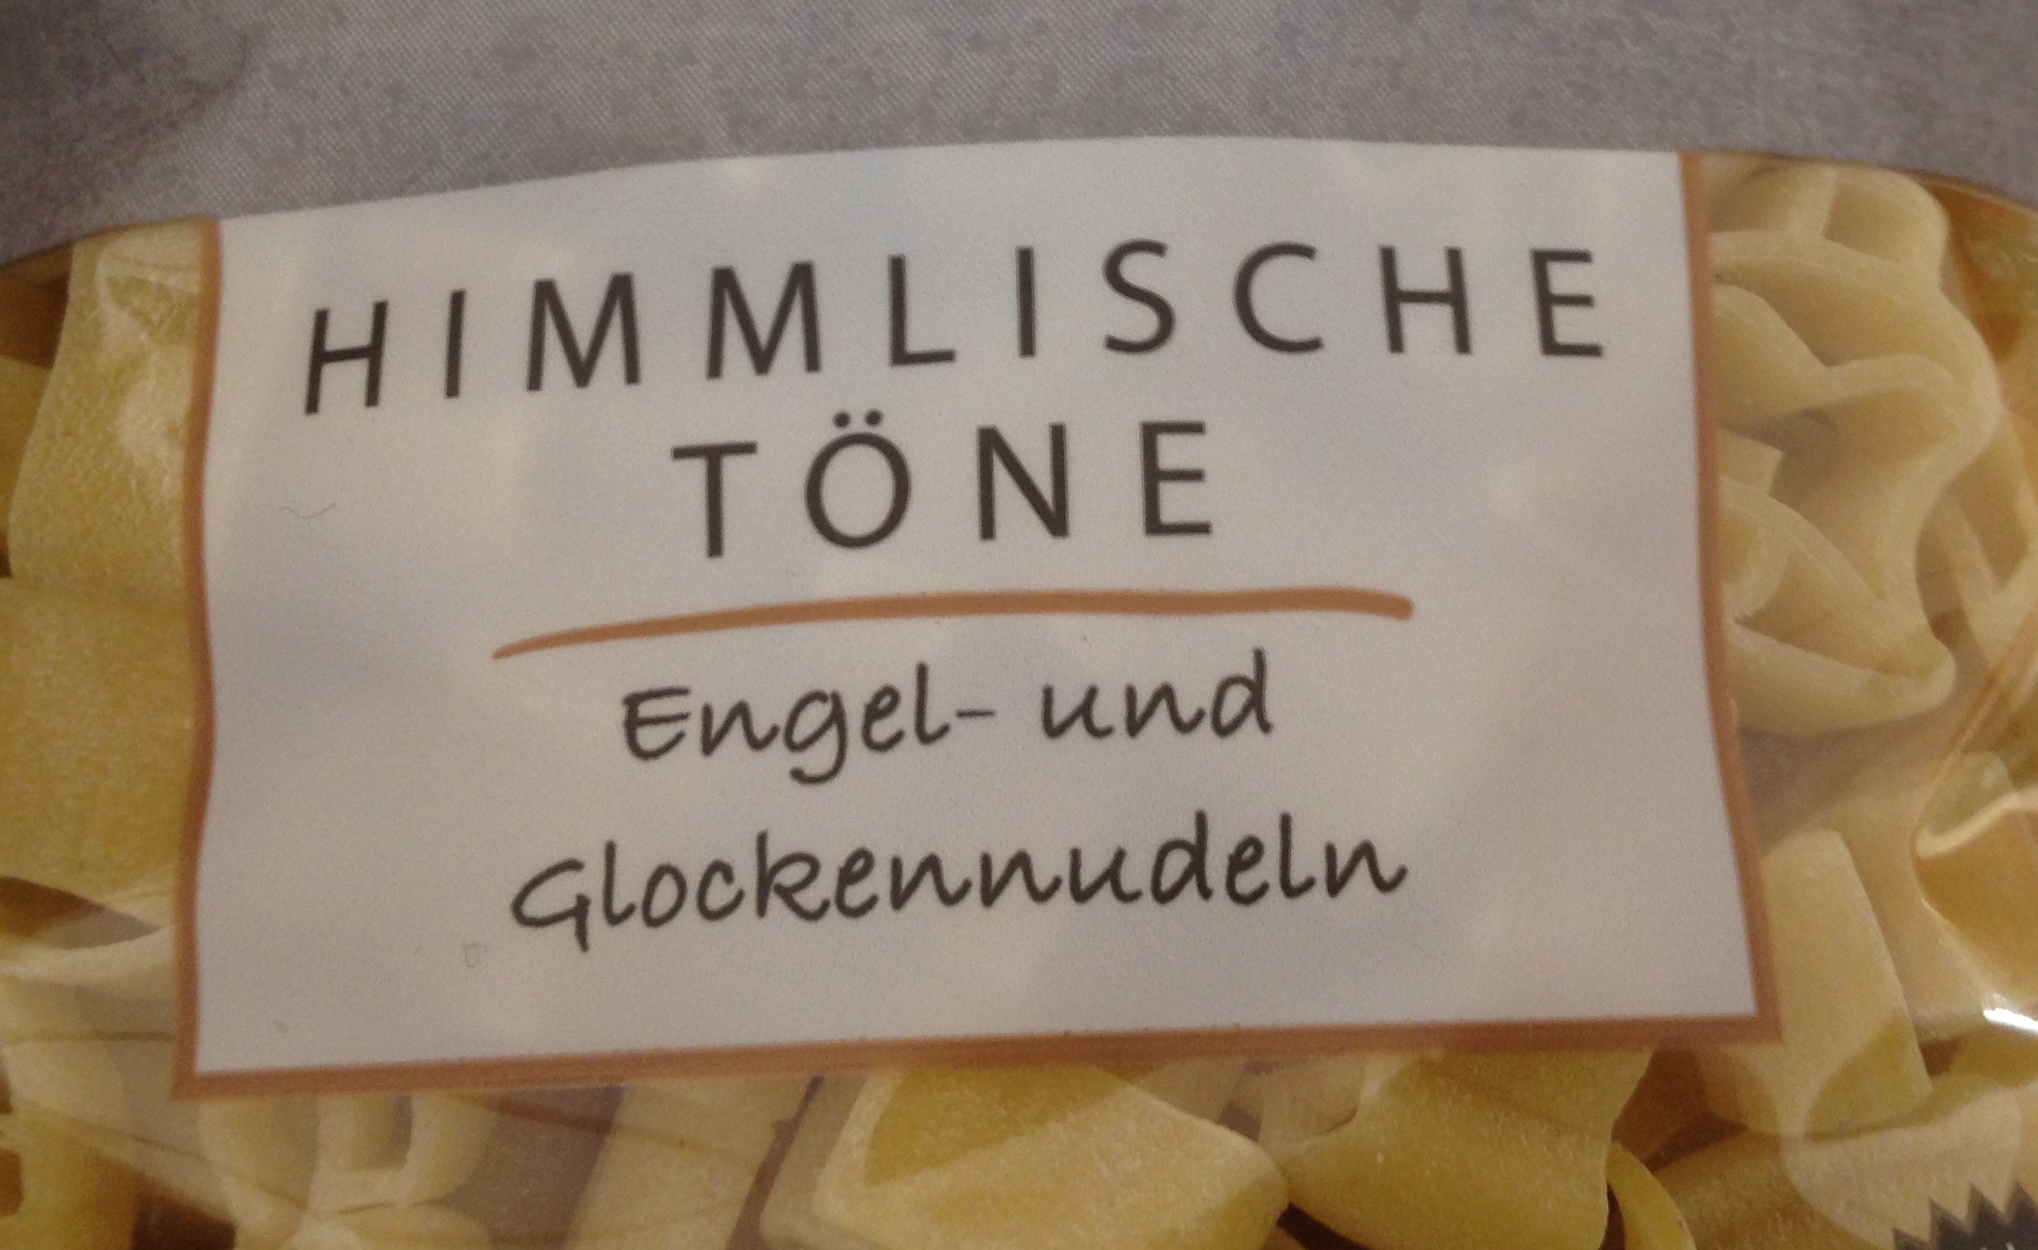 HIMMLISCHE
TÖNE
Engel- und
Glockennudeln